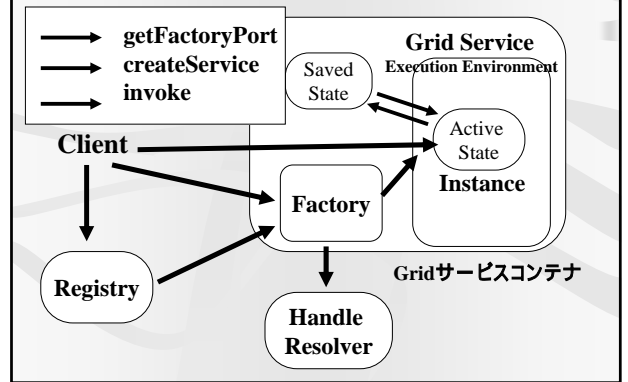 getFactoryPort
createService
invoke
Grid Service
Execution Environment
Saved
State
Active
State
Instance
Client
Factory
Registry
Gridサービスコンテナ
Handle
Resolver